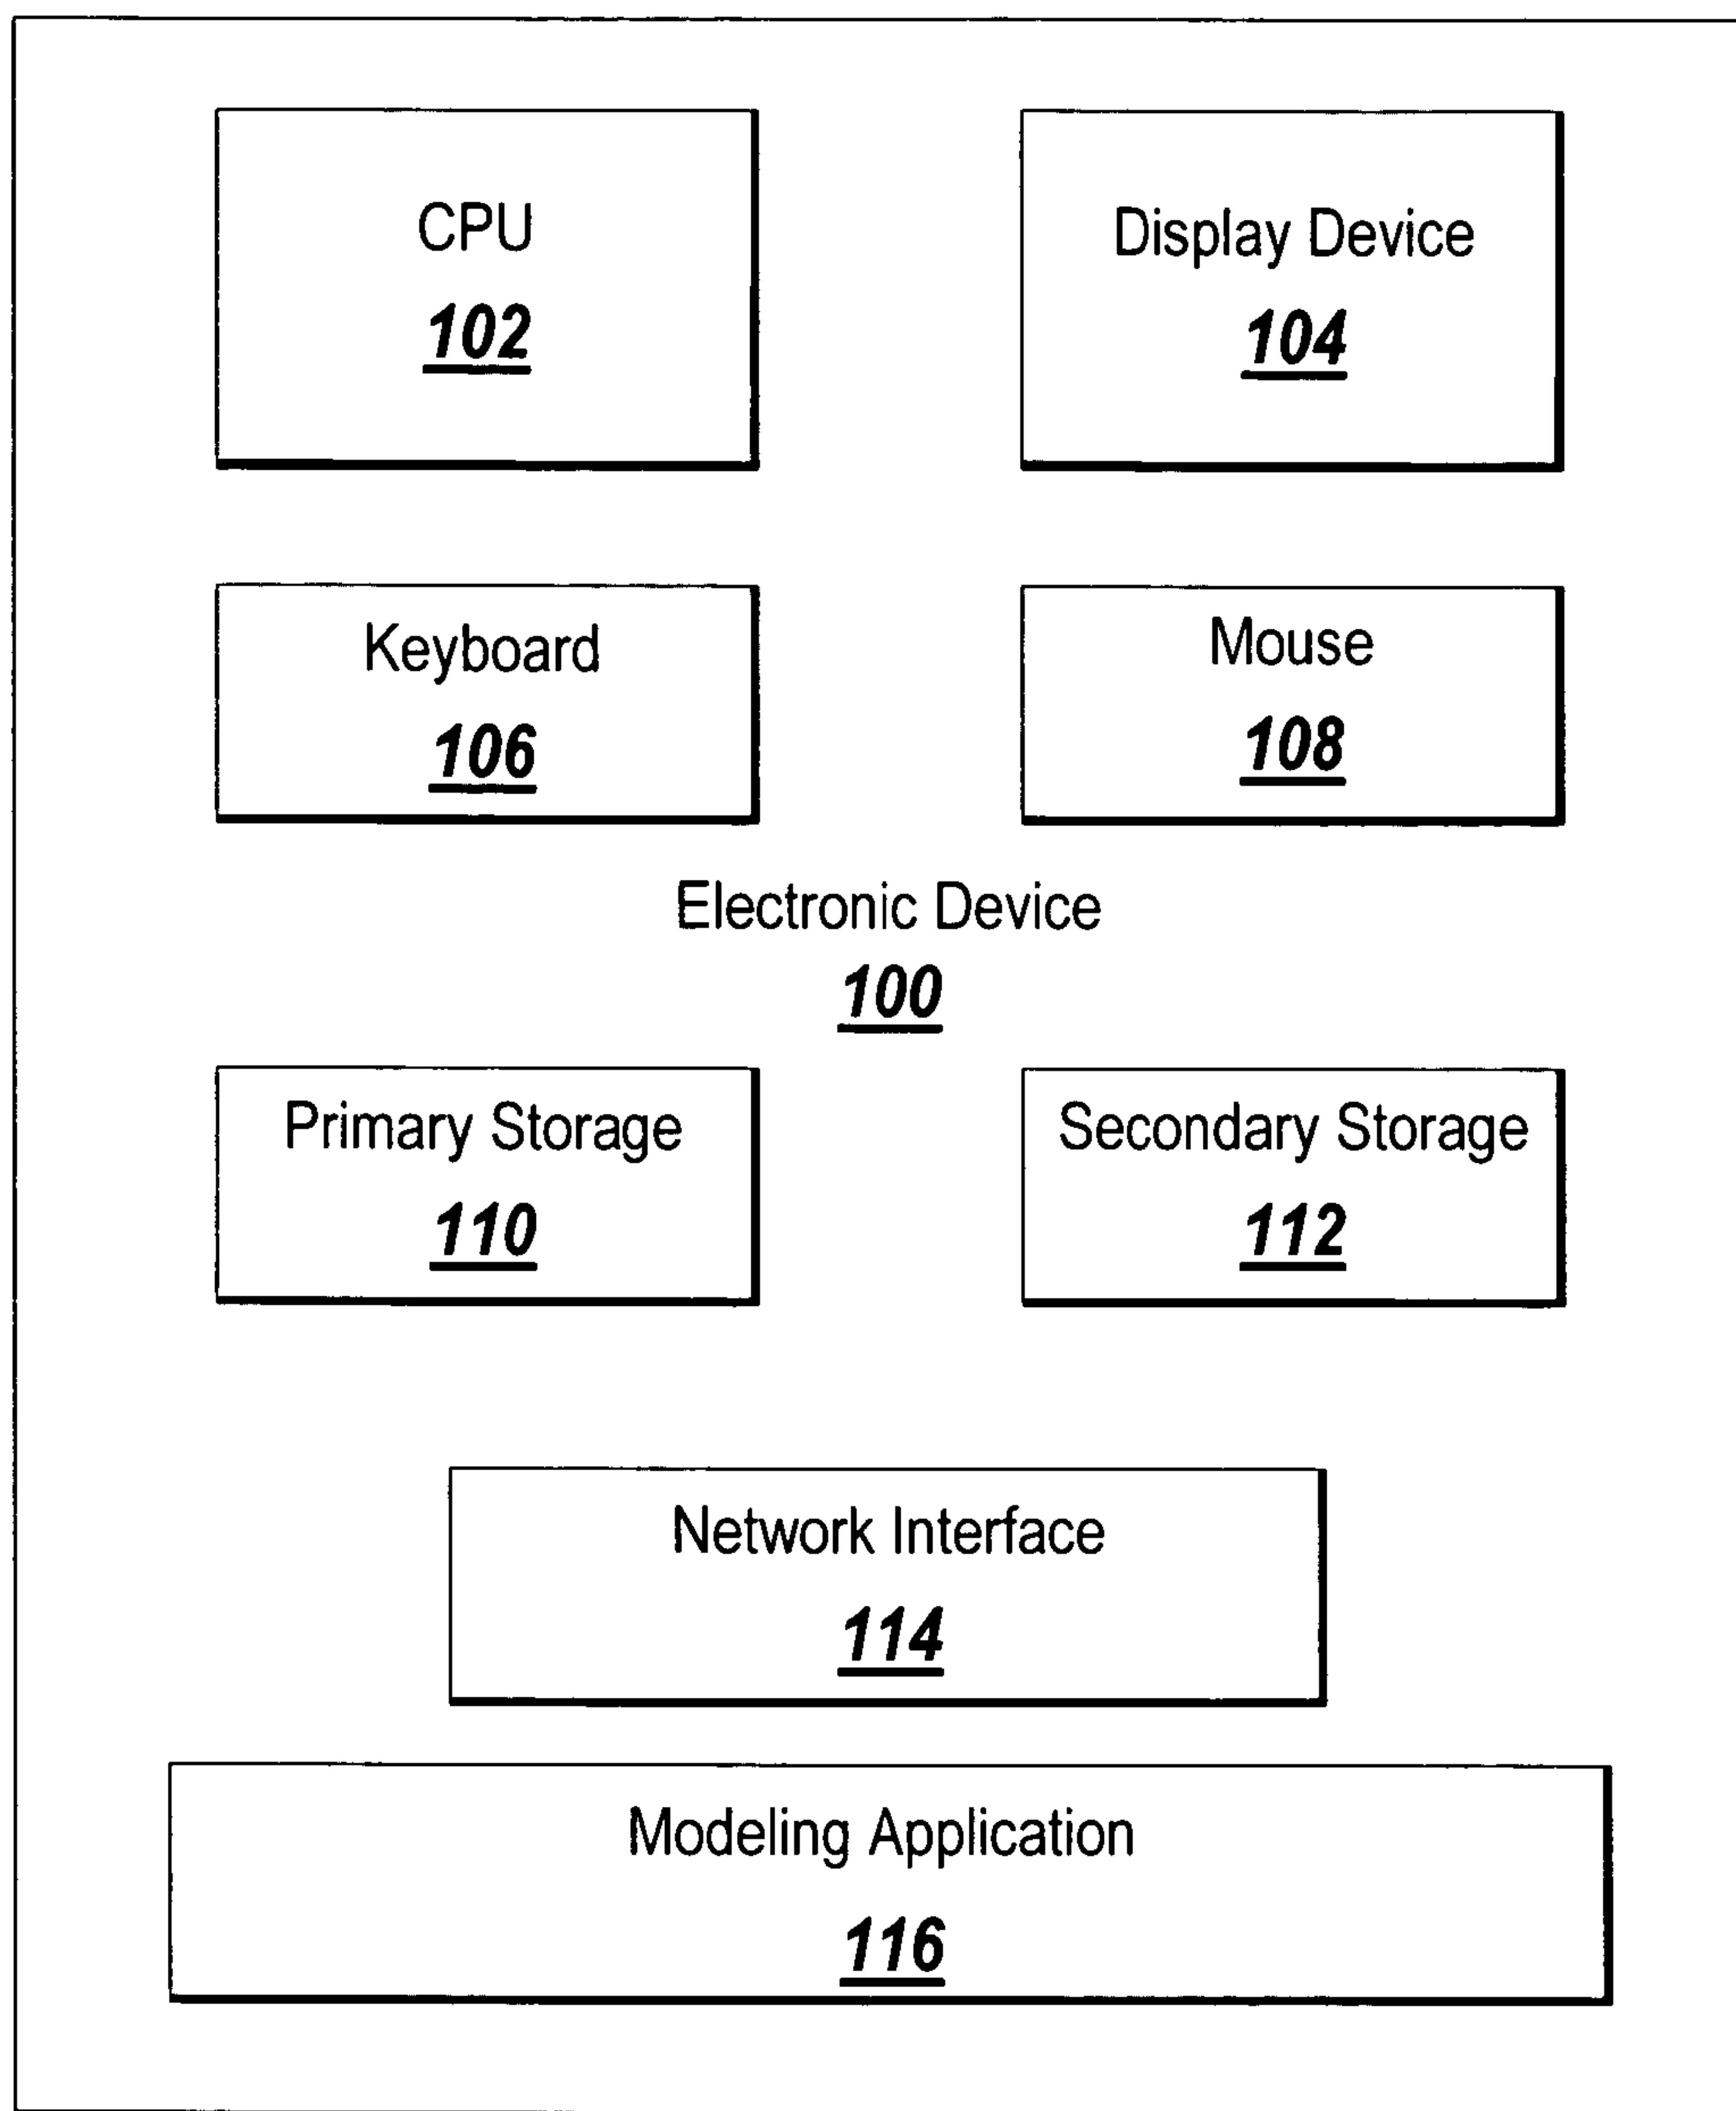 CPU
102
Display Device
104
Keyboard
106
Mouse
108
Electronic Device
100
Primary Storage
110
Secondary Storage
112
Network Interface
114
Modeling Application
116